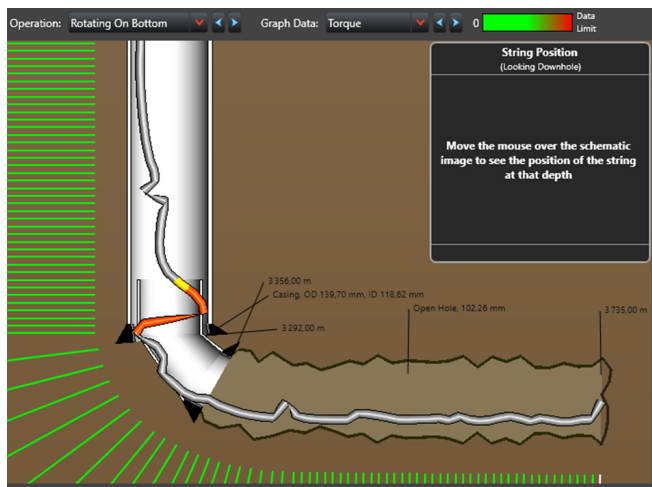 Operation: Rotating On Bottom Graph Data: Torque 0 Data Limit
String Position
(Looking Downhole)
Move the mouse over the schematic
image to see the position of the string
at that depth
3 356,00 m
Casing, OD 139,70 mm, ID 118,62 mm
Open Hole, 102,26 mm
3 735,00 m
3 292,00 m